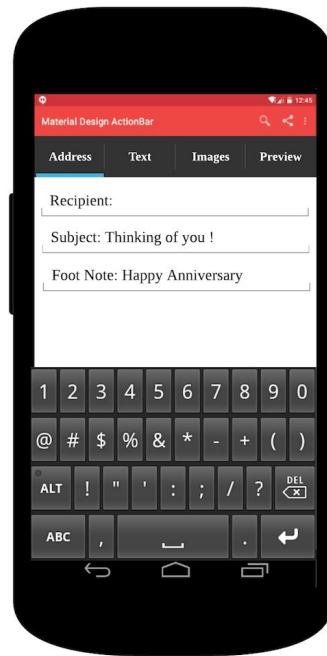 12:45
Material Design ActionBar
Address Text Images Preview
Recipient:
Subject: Thinking of you !
Foot Note: Happy Anniversary
1 2 3 4 5 6 7 8 9 0
@ # $ % & * - + ( )
ALT ! " ' : ; / ? DEL
ABC , .